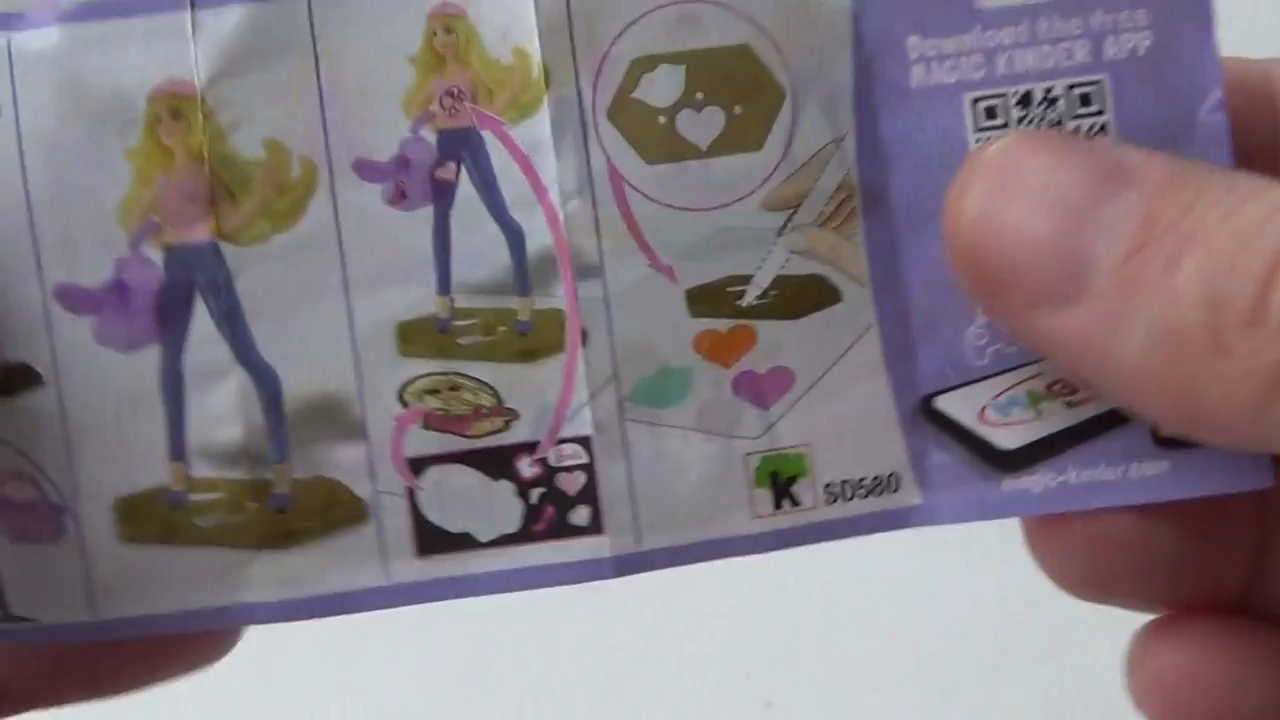 Download the free
MAGIC KINDER APP
K SD580
magic-kinder.com